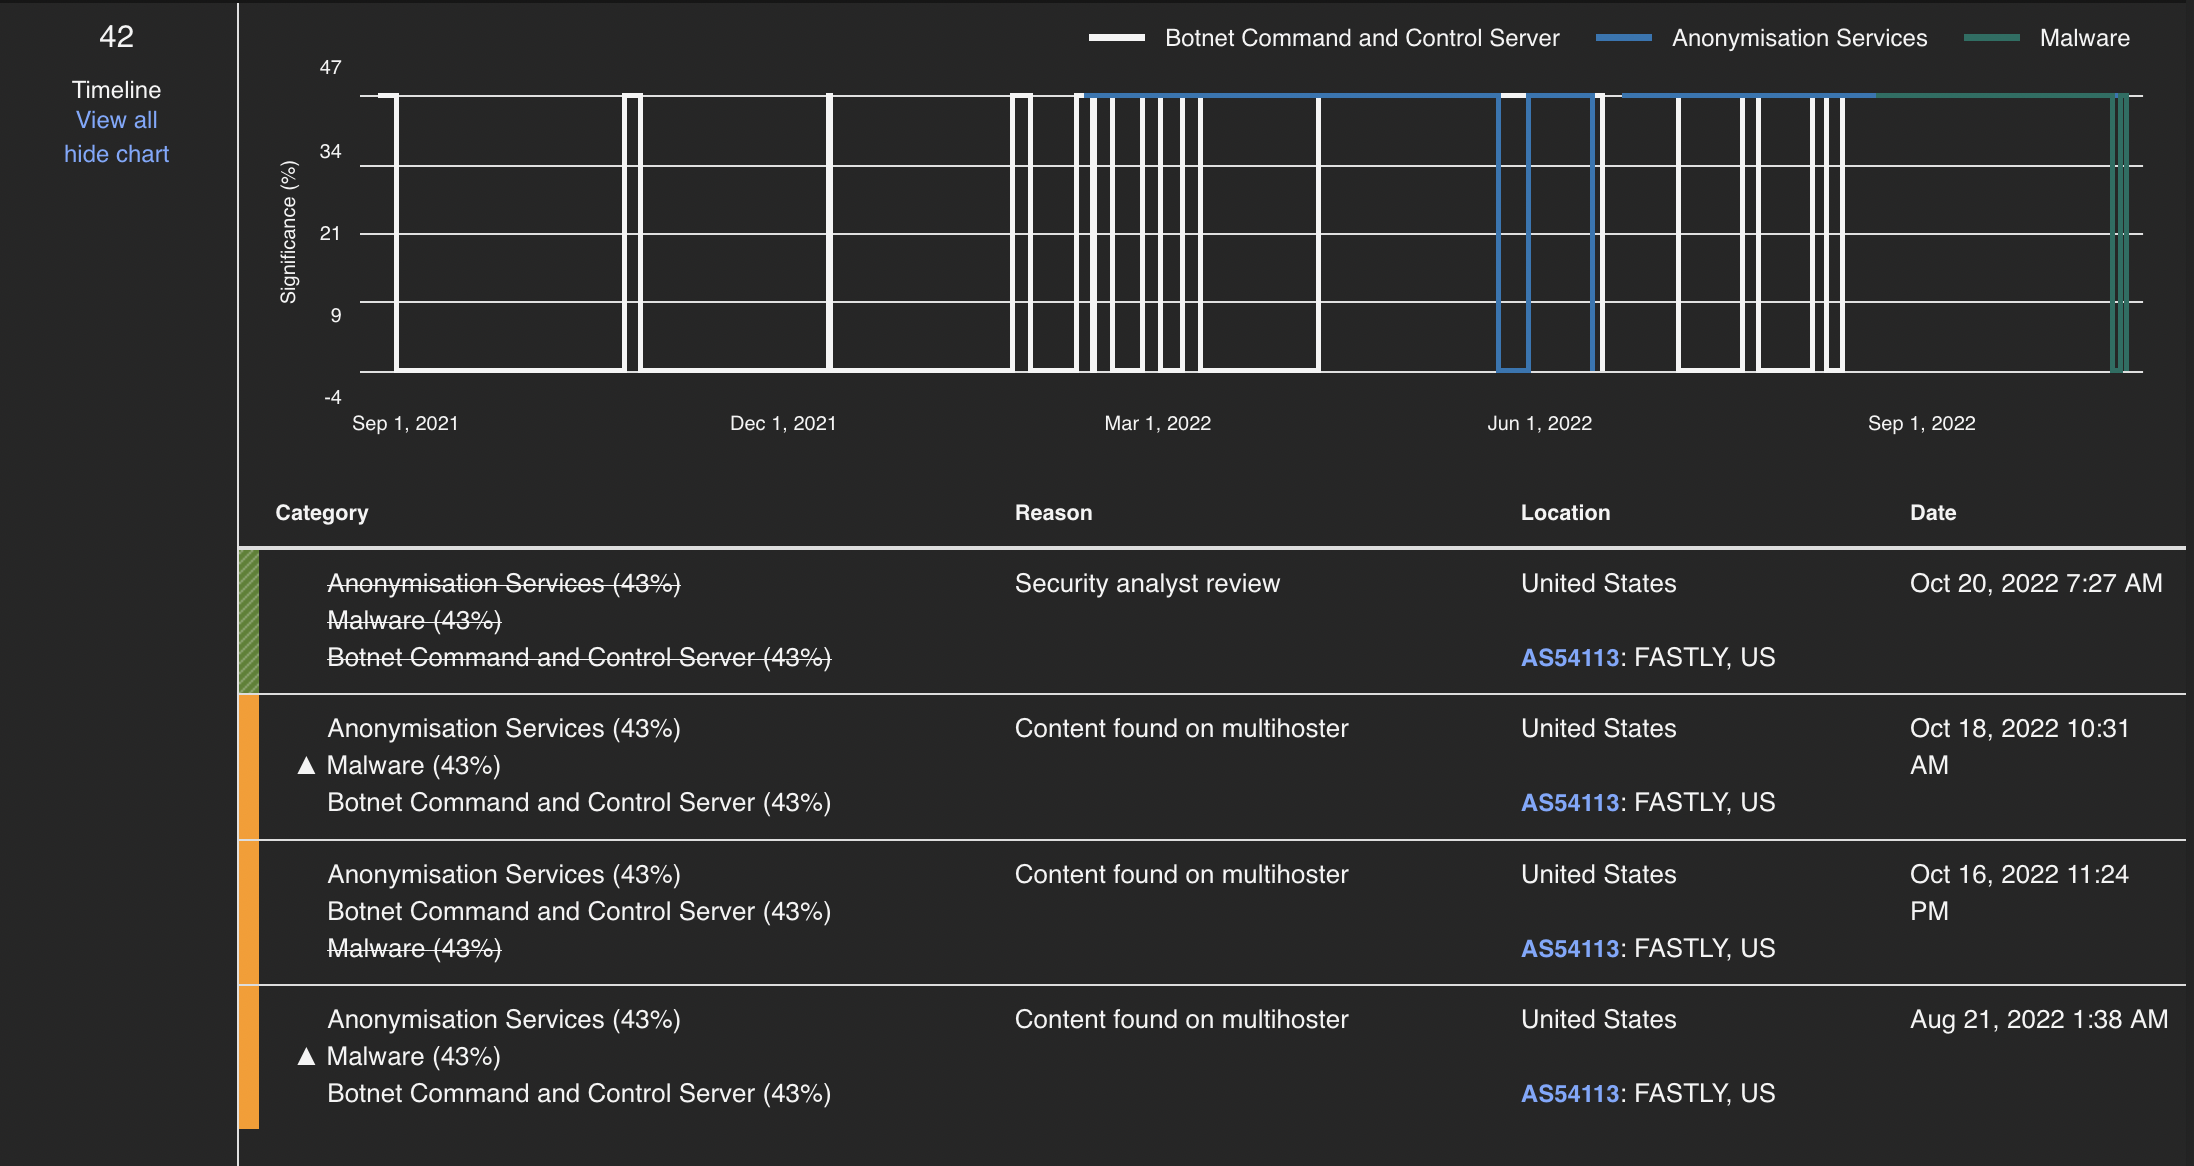 42
Timeline
View all
hide chart
Botnet Command and Control Server
Anonymisation Services
Malware
Significance (%)
47
34
21
9
-4
Sep 1, 2021
Dec 1, 2021
Mar 1, 2022
Jun 1, 2022
Sep 1, 2022
Category Reason Location Date
Anonymisation Services (43%) Security analyst review United States Oct 20, 2022 7:27 AM
Malware (43%)
Botnet Command and Control Server (43%) AS54113: FASTLY, US
Anonymisation Services (43%) Content found on multihoster United States Oct 18, 2022 10:31
▲ Malware (43%) AM
Botnet Command and Control Server (43%) AS54113: FASTLY, US
Anonymisation Services (43%) Content found on multihoster United States Oct 16, 2022 11:24
Botnet Command and Control Server (43%) PM
Malware (43%) AS54113: FASTLY, US
Anonymisation Services (43%) Content found on multihoster United States Aug 21, 2022 1:38 AM
▲ Malware (43%)
Botnet Command and Control Server (43%) AS54113: FASTLY, US